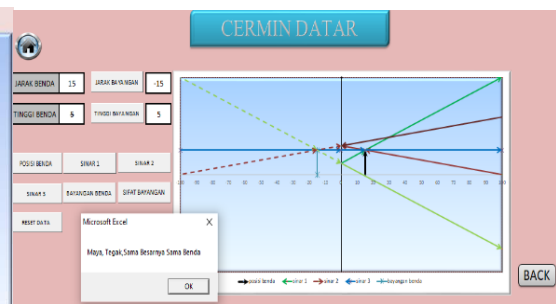 CERMIN DATAR
JARAK BENDA 15 JARAK BAYANGAN -15
TINGGI BENDA 5 TINGGI BAYANGAN 5
POSISI BENDA SINAR 1 SINAR 2
SINAR 3 BAYANGAN BENDA SIFAT BAYANGAN
RESET DATA
Microsoft Excel X
Maya, Tegak,Sama Besarnya Sama Benda
OK
posisi benda sinar 1 sinar 2 sinar 3 bayangan benda
BACK